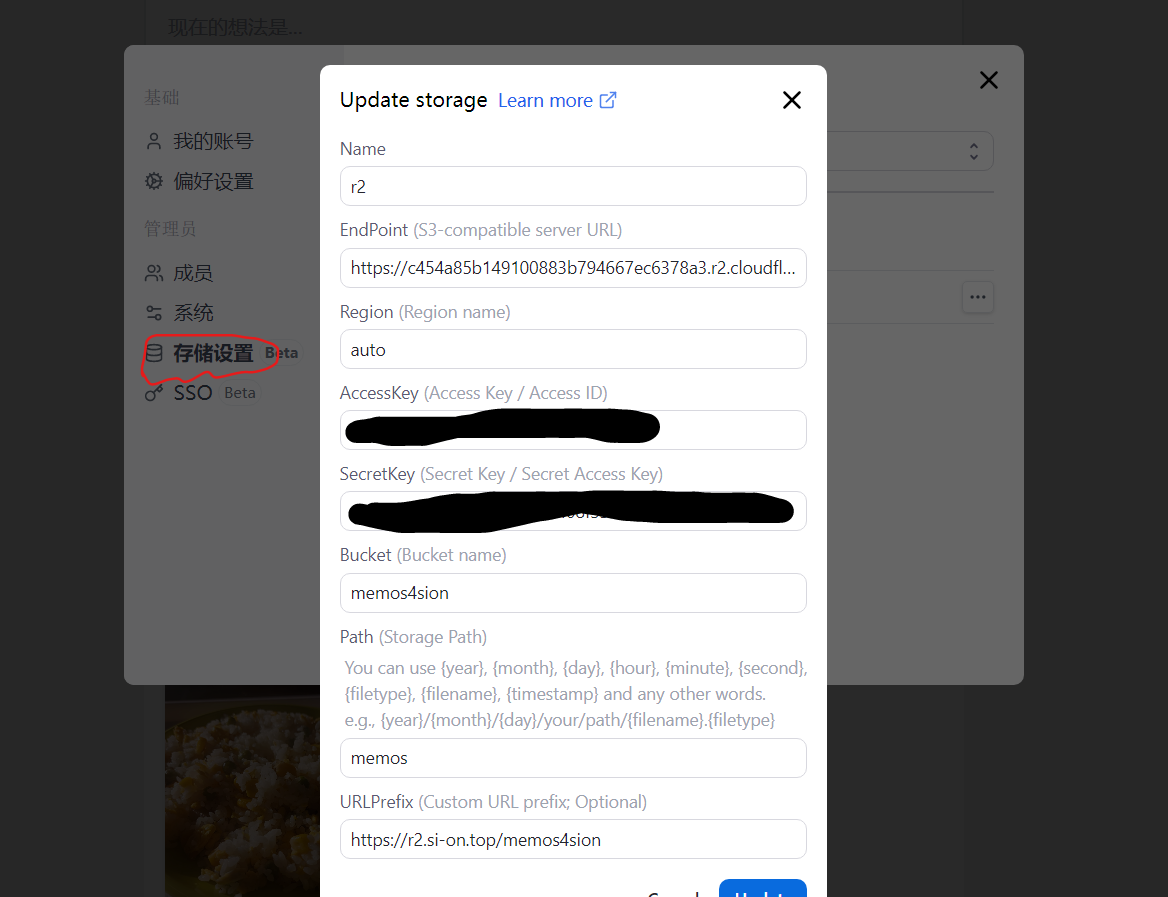 现在的想法是...
基础
我的账号
偏好设置
管理员
成员
系统
存储设置 Beta
SSO Beta
Update storage Learn more
Name
r2
EndPoint (S3-compatible server URL)
https://c454a85b149100883b794667ec6378a3.r2.cloudfl...
Region (Region name)
auto
AccessKey (Access Key / Access ID)
SecretKey (Secret Key / Secret Access Key)
Bucket (Bucket name)
memos4sion
Path (Storage Path)
You can use {year}, {month}, {day}, {hour}, {minute}, {second},
{filetype}, {filename}, {timestamp} and any other words.
e.g., {year}/{month}/{day}/your/path/{filename}.{filetype}
memos
URLPrefix (Custom URL prefix; Optional)
https://r2.si-on.top/memos4sion